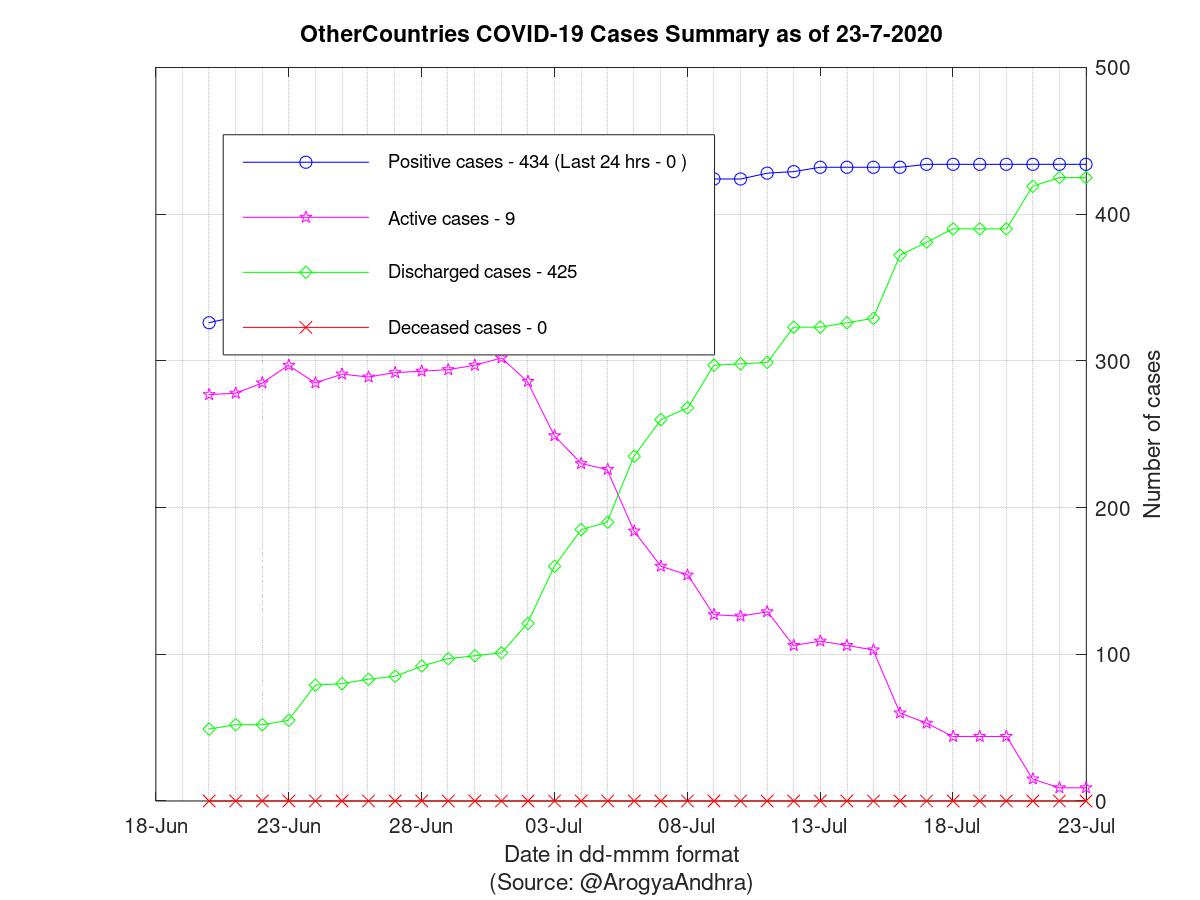 OtherCountries COVID-19 Cases Summary as of 23-7-2020
Positive cases - 434 (Last 24 hrs - 0 )
Active cases - 9
Discharged cases - 425
Deceased cases - 0
500
400
300
200
100
0
Number of cases
18-Jun 23-Jun 28-Jun 03-Jul 08-Jul 13-Jul 18-Jul 23-Jul
Date in dd-mmm format
(Source: @ArogyaAndhra)